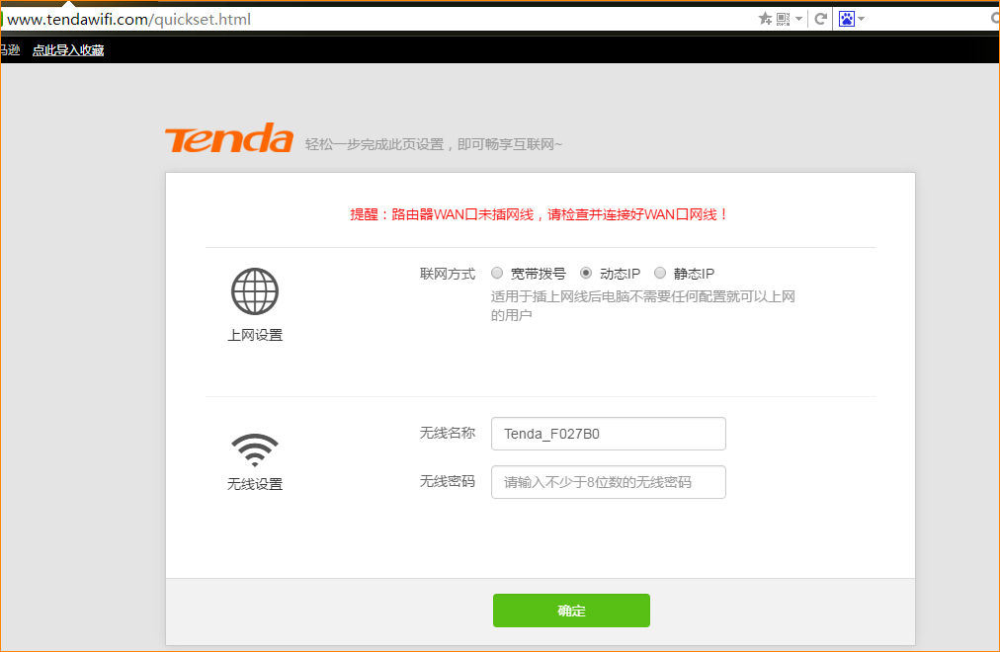 www.tendawifi.com/quickset.html
马逊 点此导入收藏
Tenda 轻松一步完成此页设置，即可畅享互联网~
提醒：路由器WAN口未插网线，请检查并连接好WAN口网线！
联网方式 宽带拨号 动态IP 静态IP
适用于插上网线后电脑不需要任何配置就可以上网
的用户
上网设置
无线名称 Tenda_F027B0
无线密码 请输入不少于8位数的无线密码
无线设置
确定